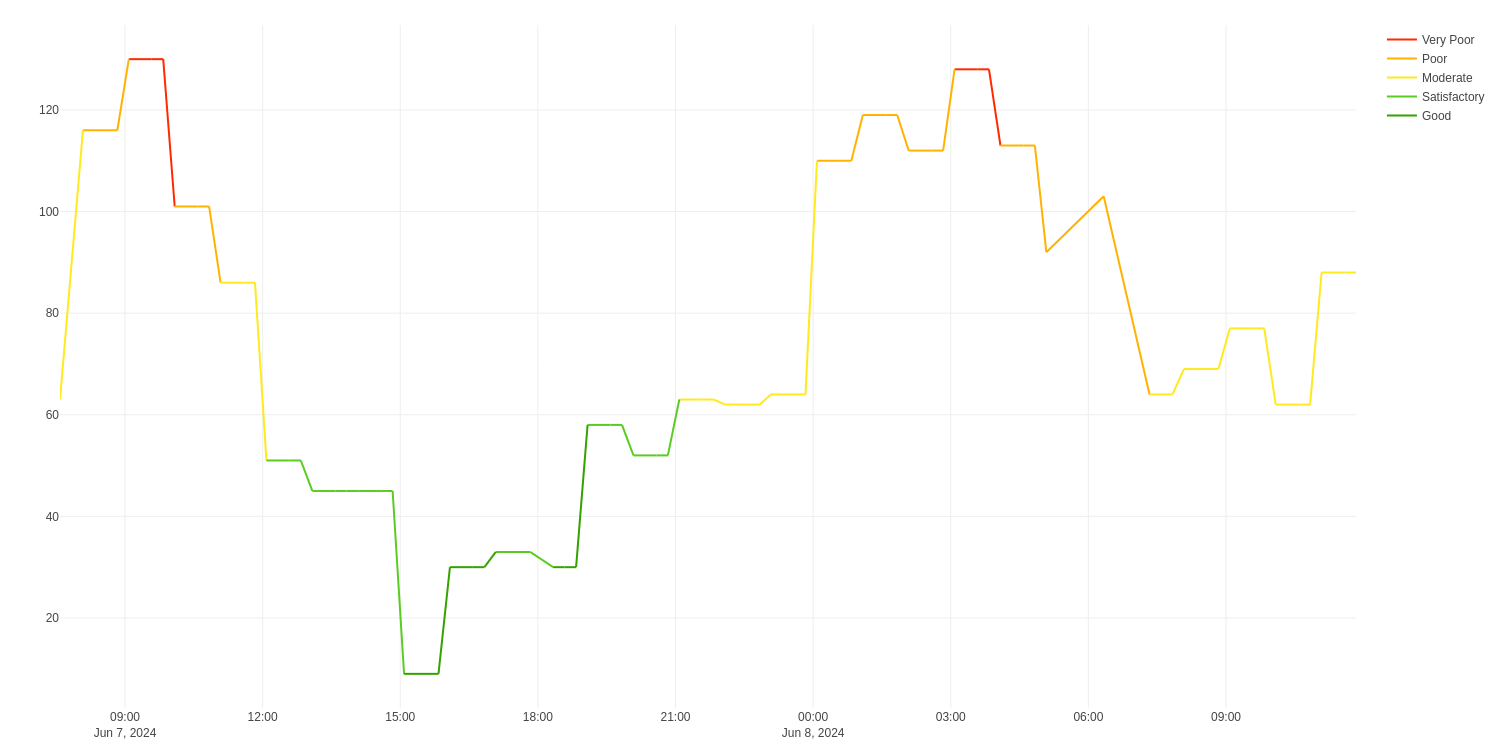 120
100
80
60
40
20
09:00
Jun 7, 2024
12:00
15:00
18:00
21:00
00:00
Jun 8, 2024
03:00
06:00
09:00
Very Poor
Poor
Moderate
Satisfactory
Good